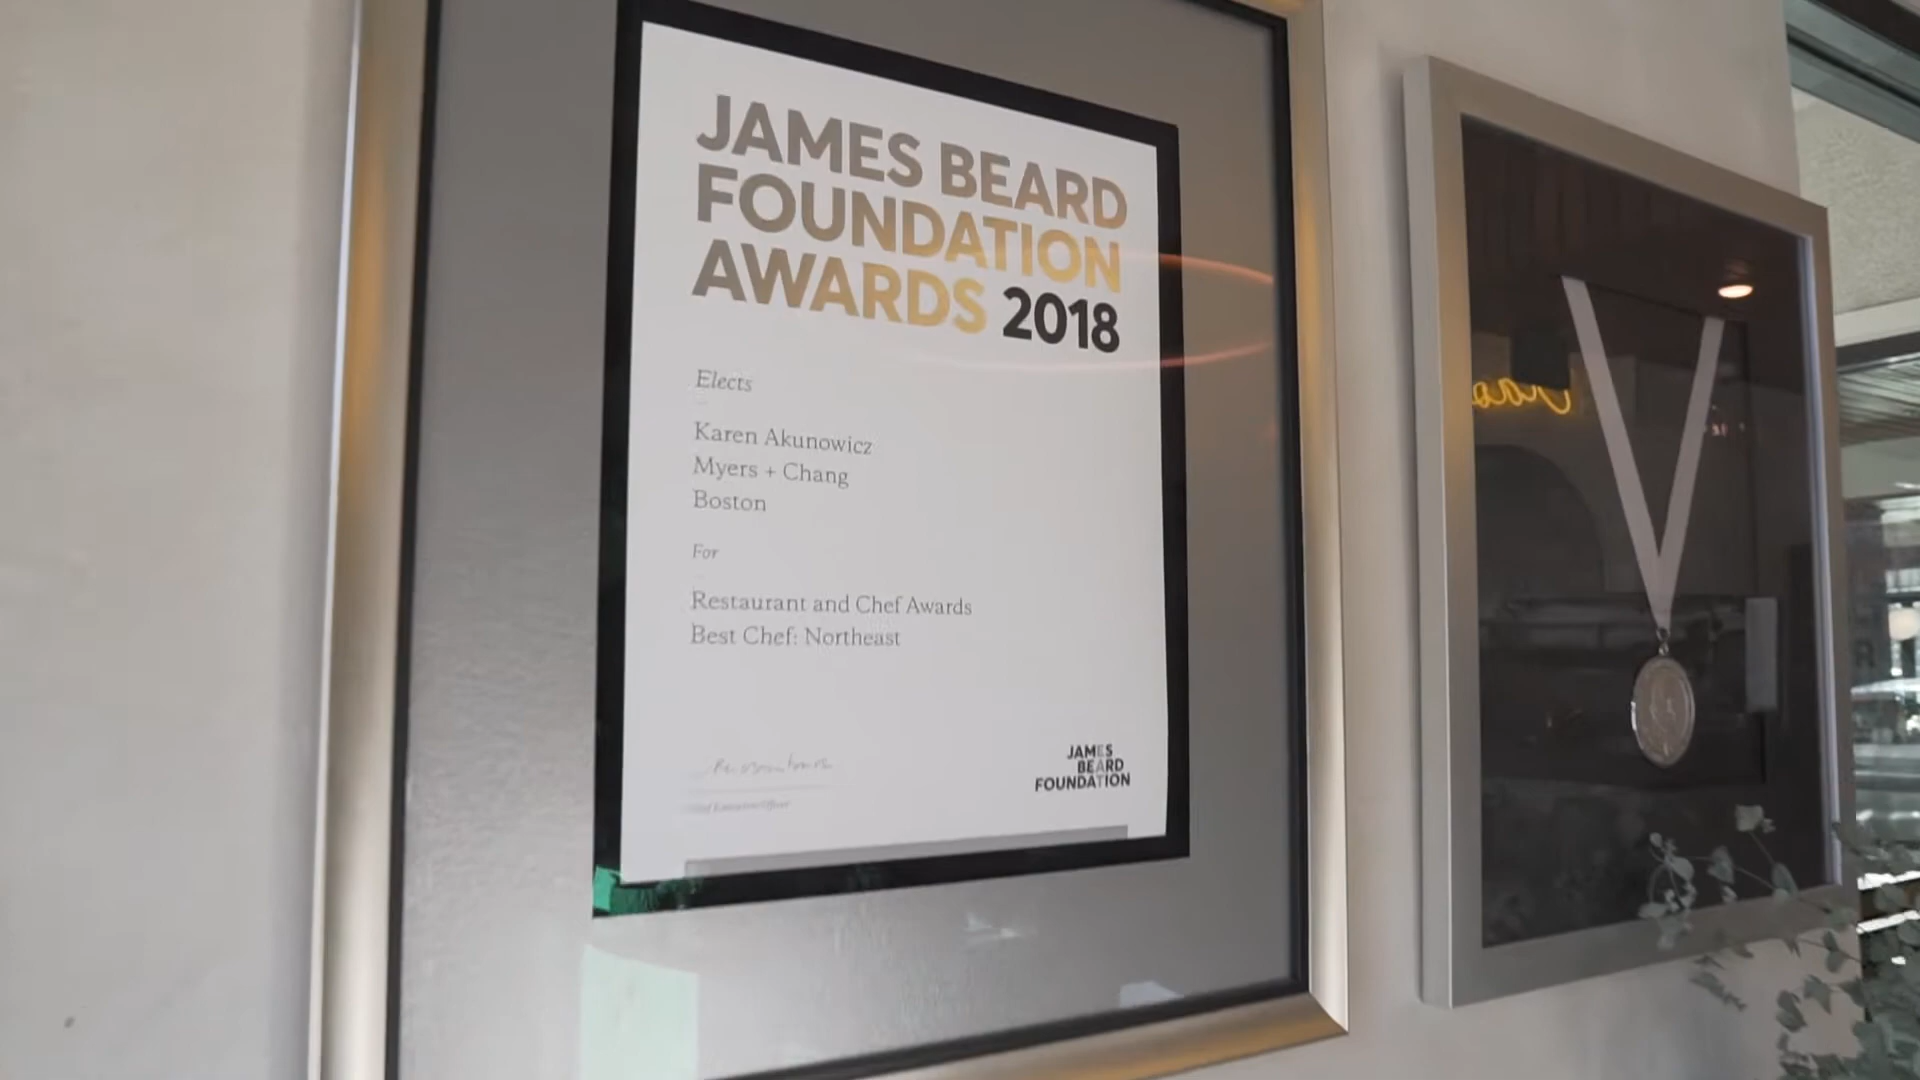 JAMES BEARD
FOUNDATION
AWARDS 2018
Elects
Karen Akunowicz
Myers + Chang
Boston
For
Restaurant and Chef Awards
Best Chef: Northeast
JAMES
BEARD
FOUNDATION